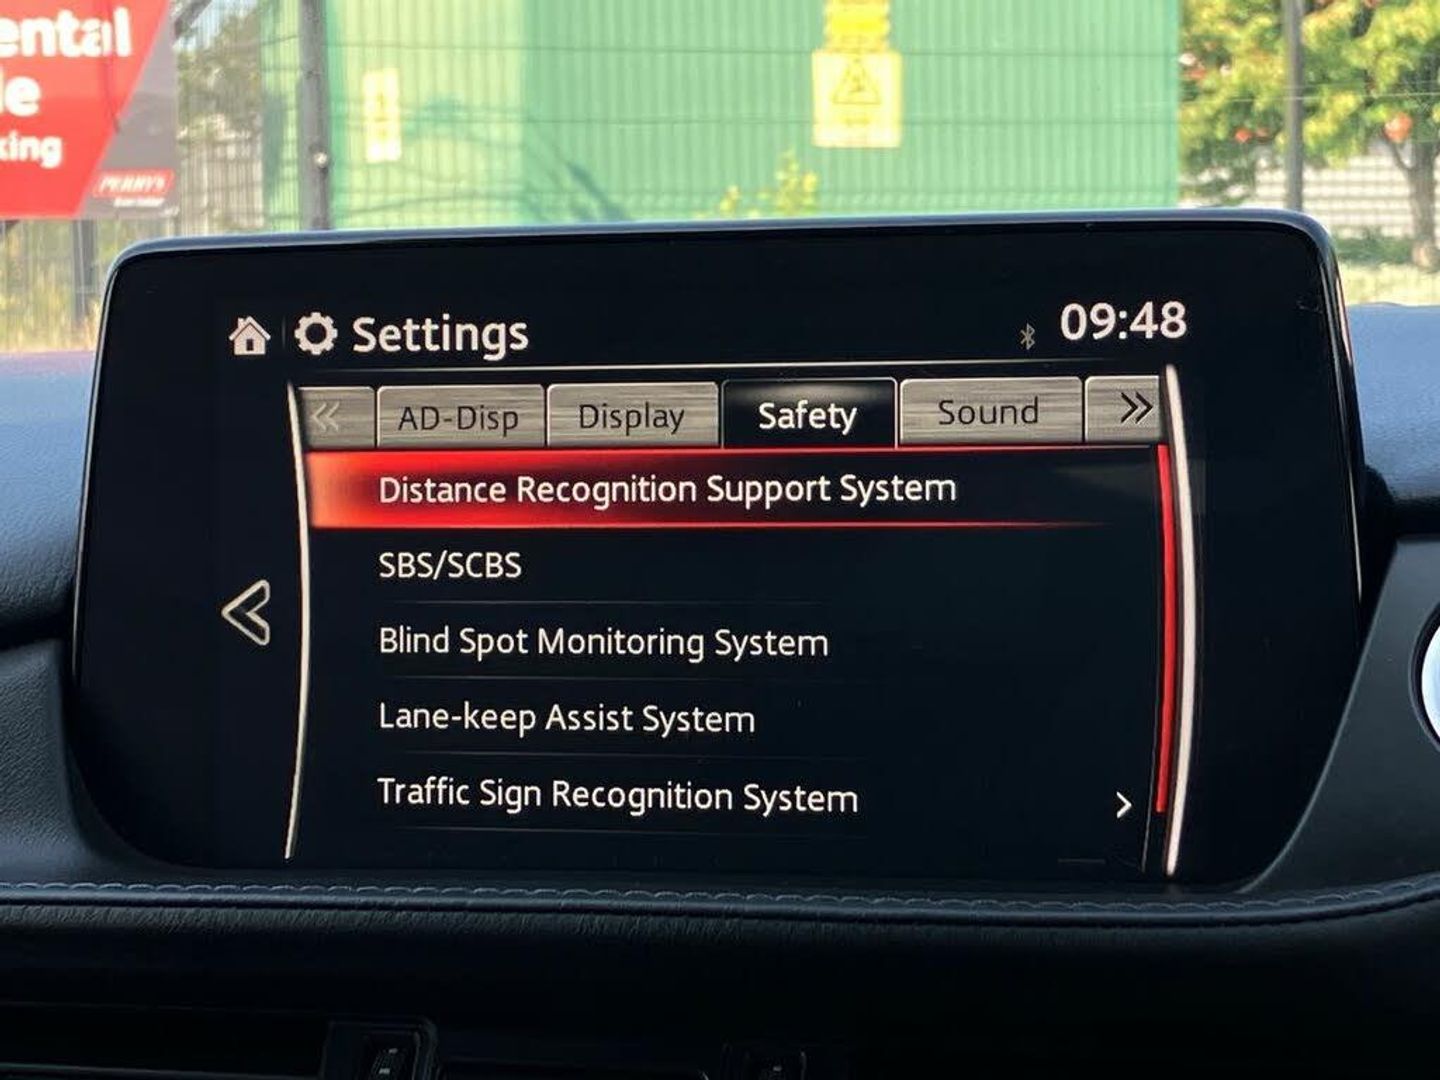 ental
le
king
PERRYS
Settings
09:48
AD-Disp
Display
Safety
Sound
Distance Recognition Support System
SBS/SCBS
Blind Spot Monitoring System
Lane-keep Assist System
Traffic Sign Recognition System